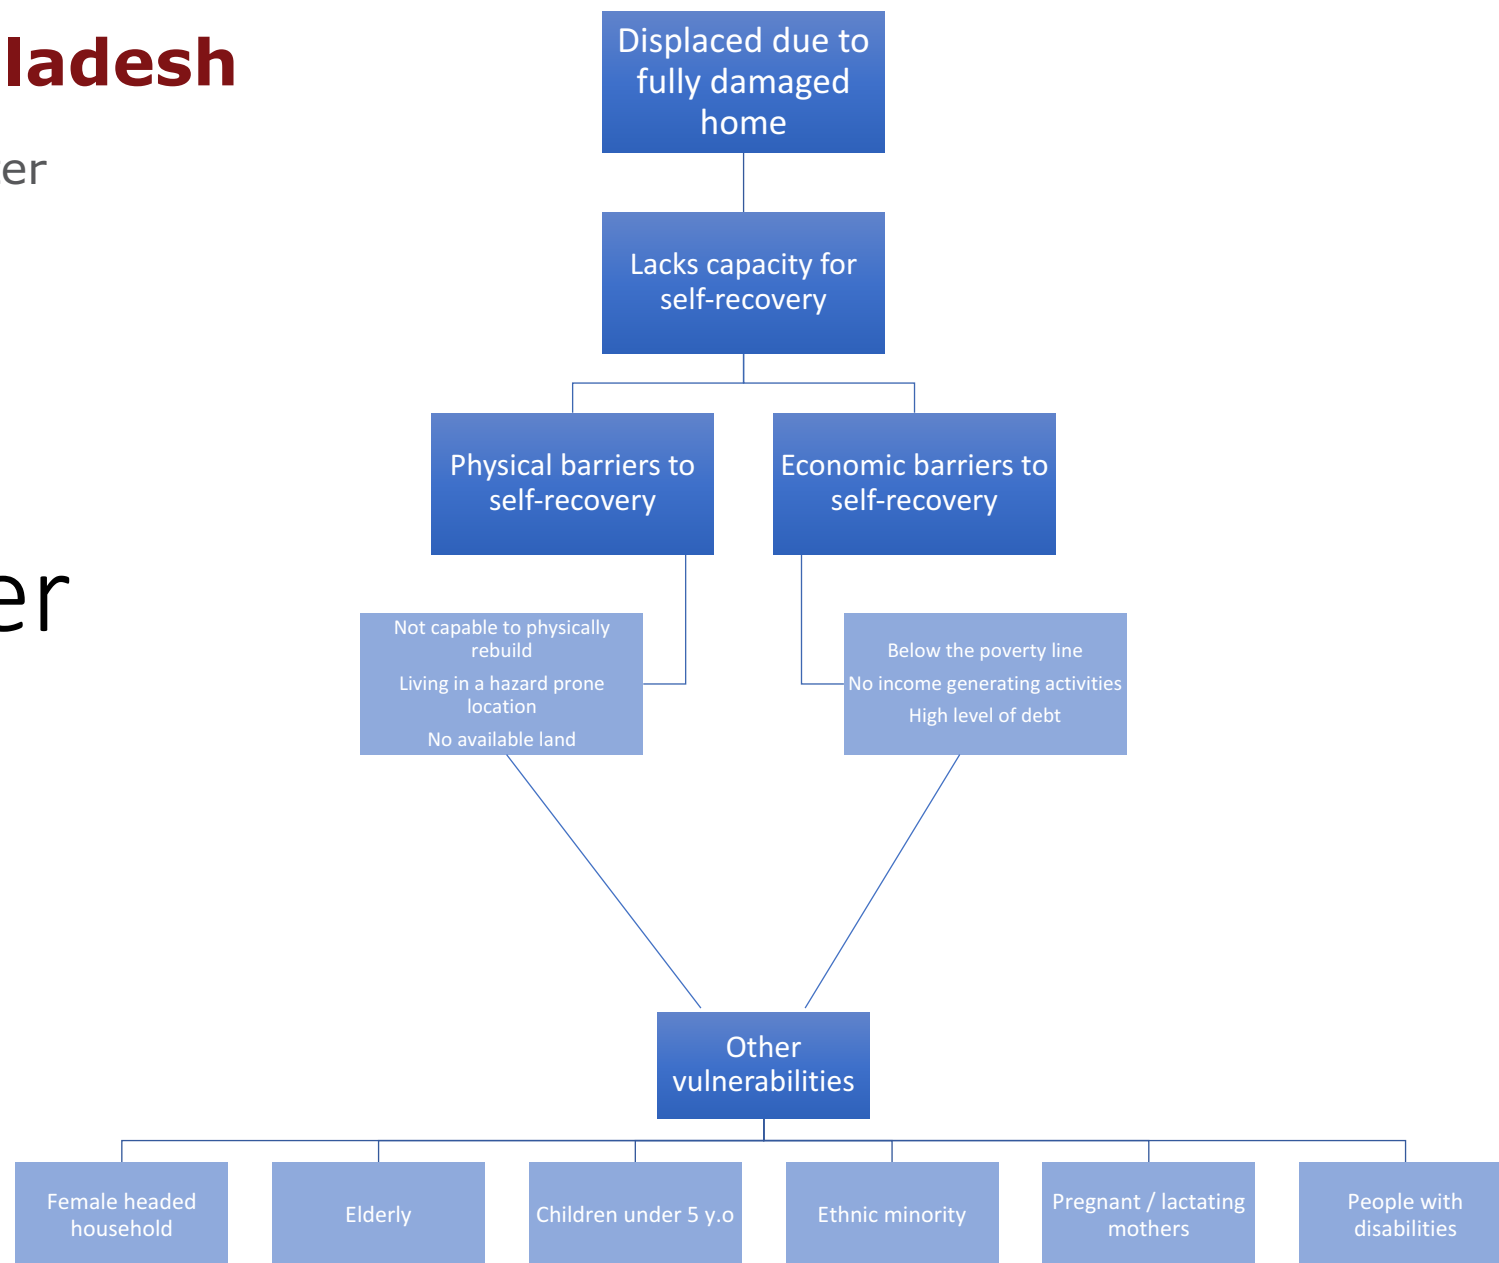 ladesh
er
er
Displaced due to
fully damaged
home
Lacks capacity for
self-recovery
Physical barriers to
self-recovery
Economic barriers to
self-recovery
Not capable to physically
rebuild
Living in a hazard prone
location
No available land
Below the poverty line
No income generating activities
High level of debt
Other
vulnerabilities
Female headed
household
Elderly
Children under 5 y.o
Ethnic minority
Pregnant / lactating
mothers
People with
disabilities